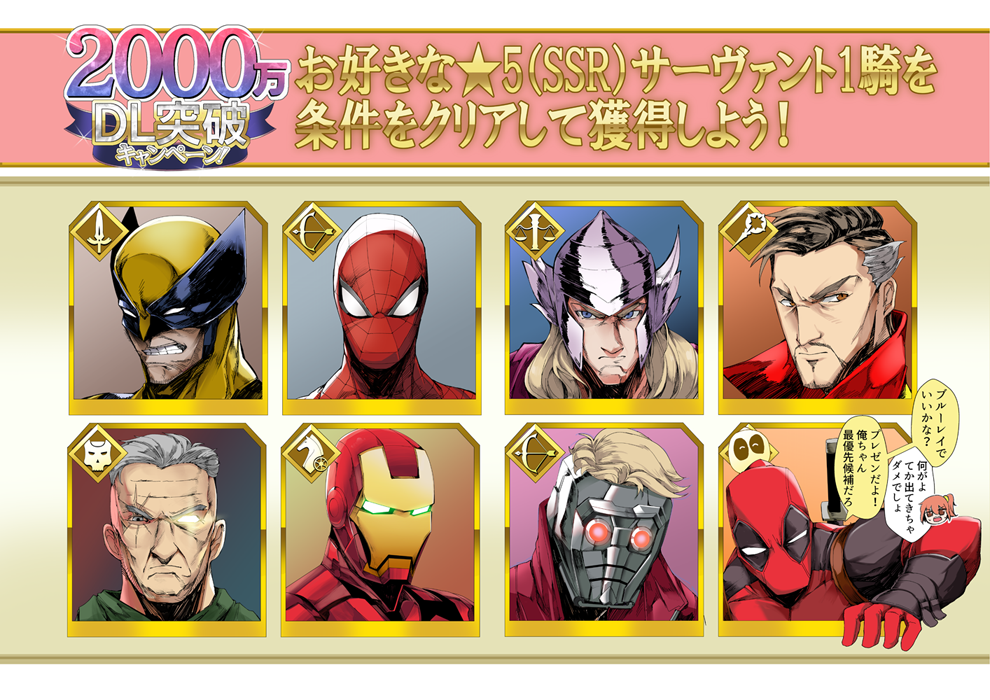 2000万
DL突破
キャンペーン!
お好きな★5(SSR)サーヴァント1騎を
条件をクリアして獲得しよう!
ブルーレイで
いいかな?
プレゼンだよ!
俺ちゃん
最優先候補だろ
何がよ
てか出てきちゃ
ダメでしょ